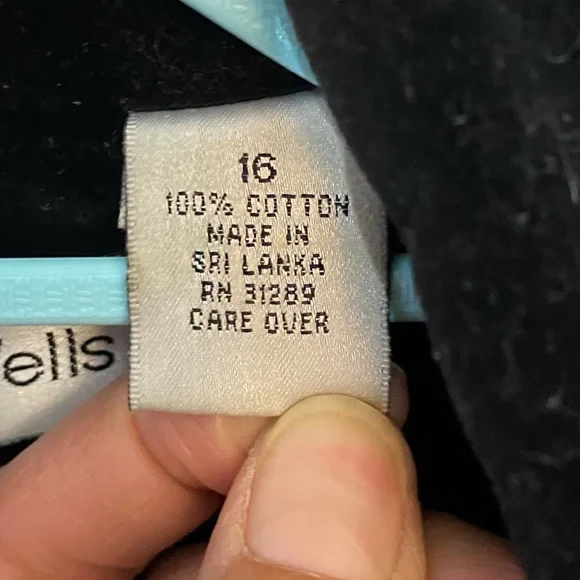 16
100% COTTON
MADE IN
SRI LANKA
RN 31289
CARE OVER
ells